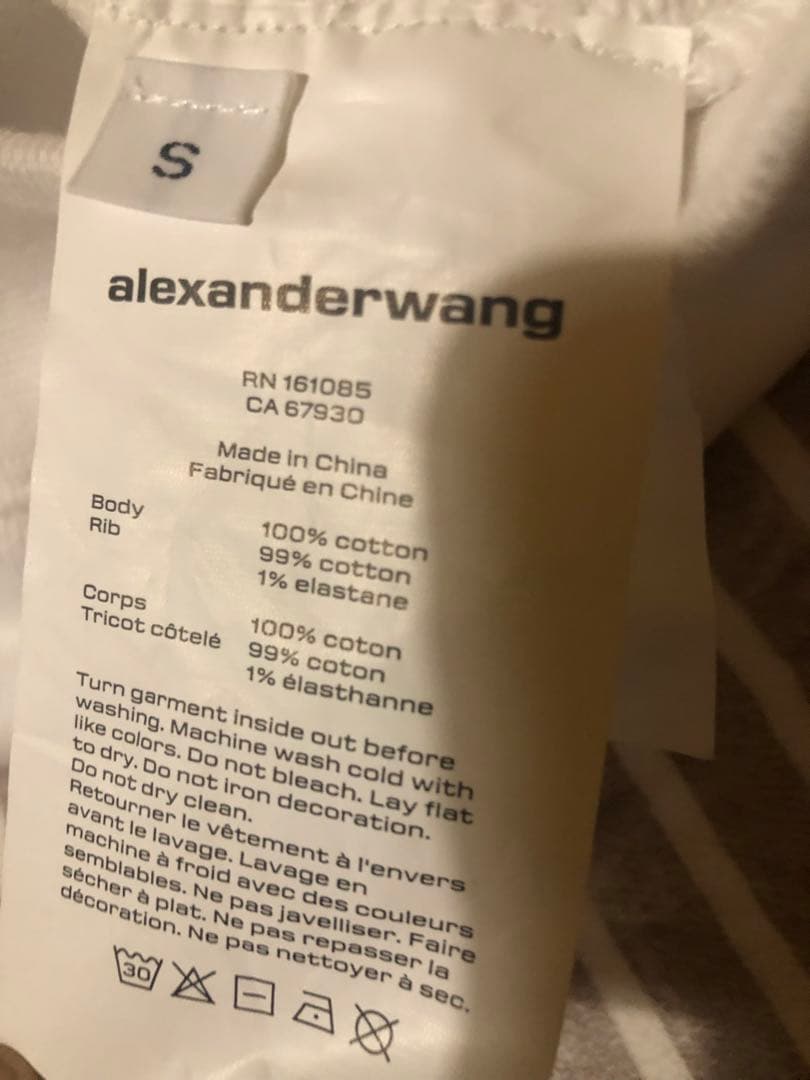 S
alexanderwang
RN 161085
CA 67930
Made in China
Fabriqué en Chine
Body 100% cotton
Rib 99% cotton
1% elastane
Corps 100% coton
Tricot côtelé 99% coton
1% élasthanne
Turn garment inside out before
washing. Machine wash cold with
like colors. Do not bleach. Lay flat
to dry. Do not iron decoration.
Do not dry clean.
Retourner le vêtement à l'envers
avant le lavage. Lavage en
machine à froid avec des couleurs
semblables. Ne pas javelliser. Faire
sécher à plat. Ne pas repasser la
décoration. Ne pas nettoyer à sec.
30